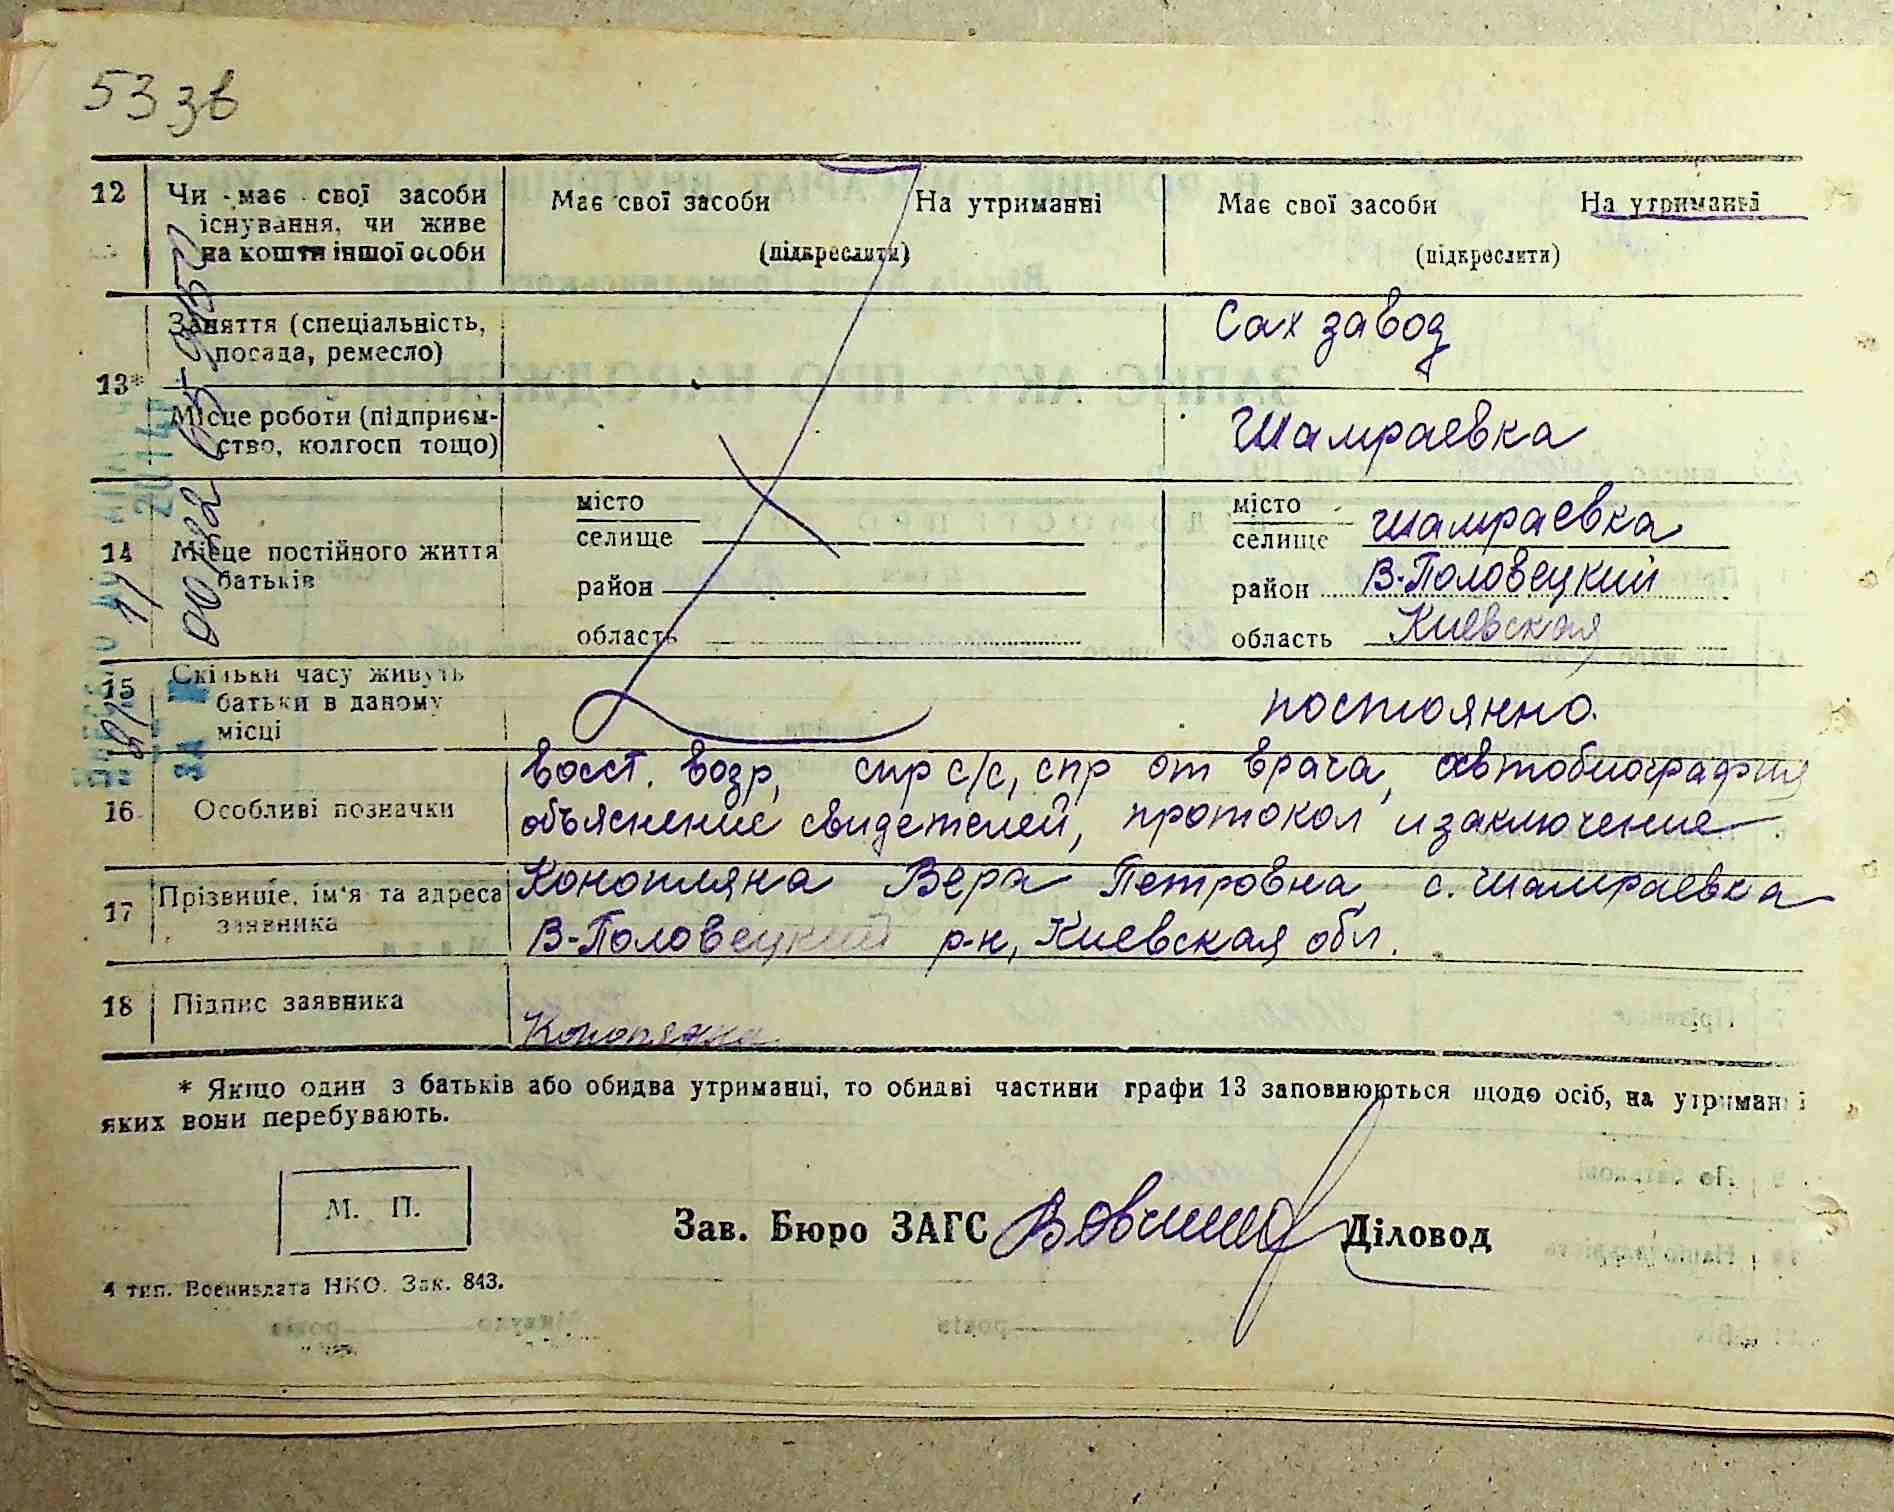 53 зв
12 Чи має свої засоби Має свої засоби На утриманні Має свої засоби На утриманні
існування, чи живе
на кошти іншої особи (підкреслити) (підкреслити)
Заняття (спеціальність, Сах завод
посада, ремесло)
13*
Місце роботи (підприєм- Шамраевка
ство, колгосп тощо)
місто місто
селище селище Шамраевка
14 Місце постійного життя
батьків район район В-Половецкий
область область Киевская
15 Скільки часу живуть
батьки в даному постоянно.
місці
восст. возр, спр с/с, спр от врача, автобиография
16 Особливі позначки объяснение свидетелей, протокол и заключение
17 Прізвище, ім'я та адреса Конопляна Вера Петровна с. Шамраевка
заявника В-Половецкий р-н, Киевская обл.
18 Підпис заявника
* Якщо один з батьків або обидва утриманці, то обидві частини графи 13 заповнюються щодо осіб, на утриманні
яких вони перебувають.
М. П.
Зав. Бюро ЗАГС Діловод
4 тип. Воениздата НКО. Зак. 843.